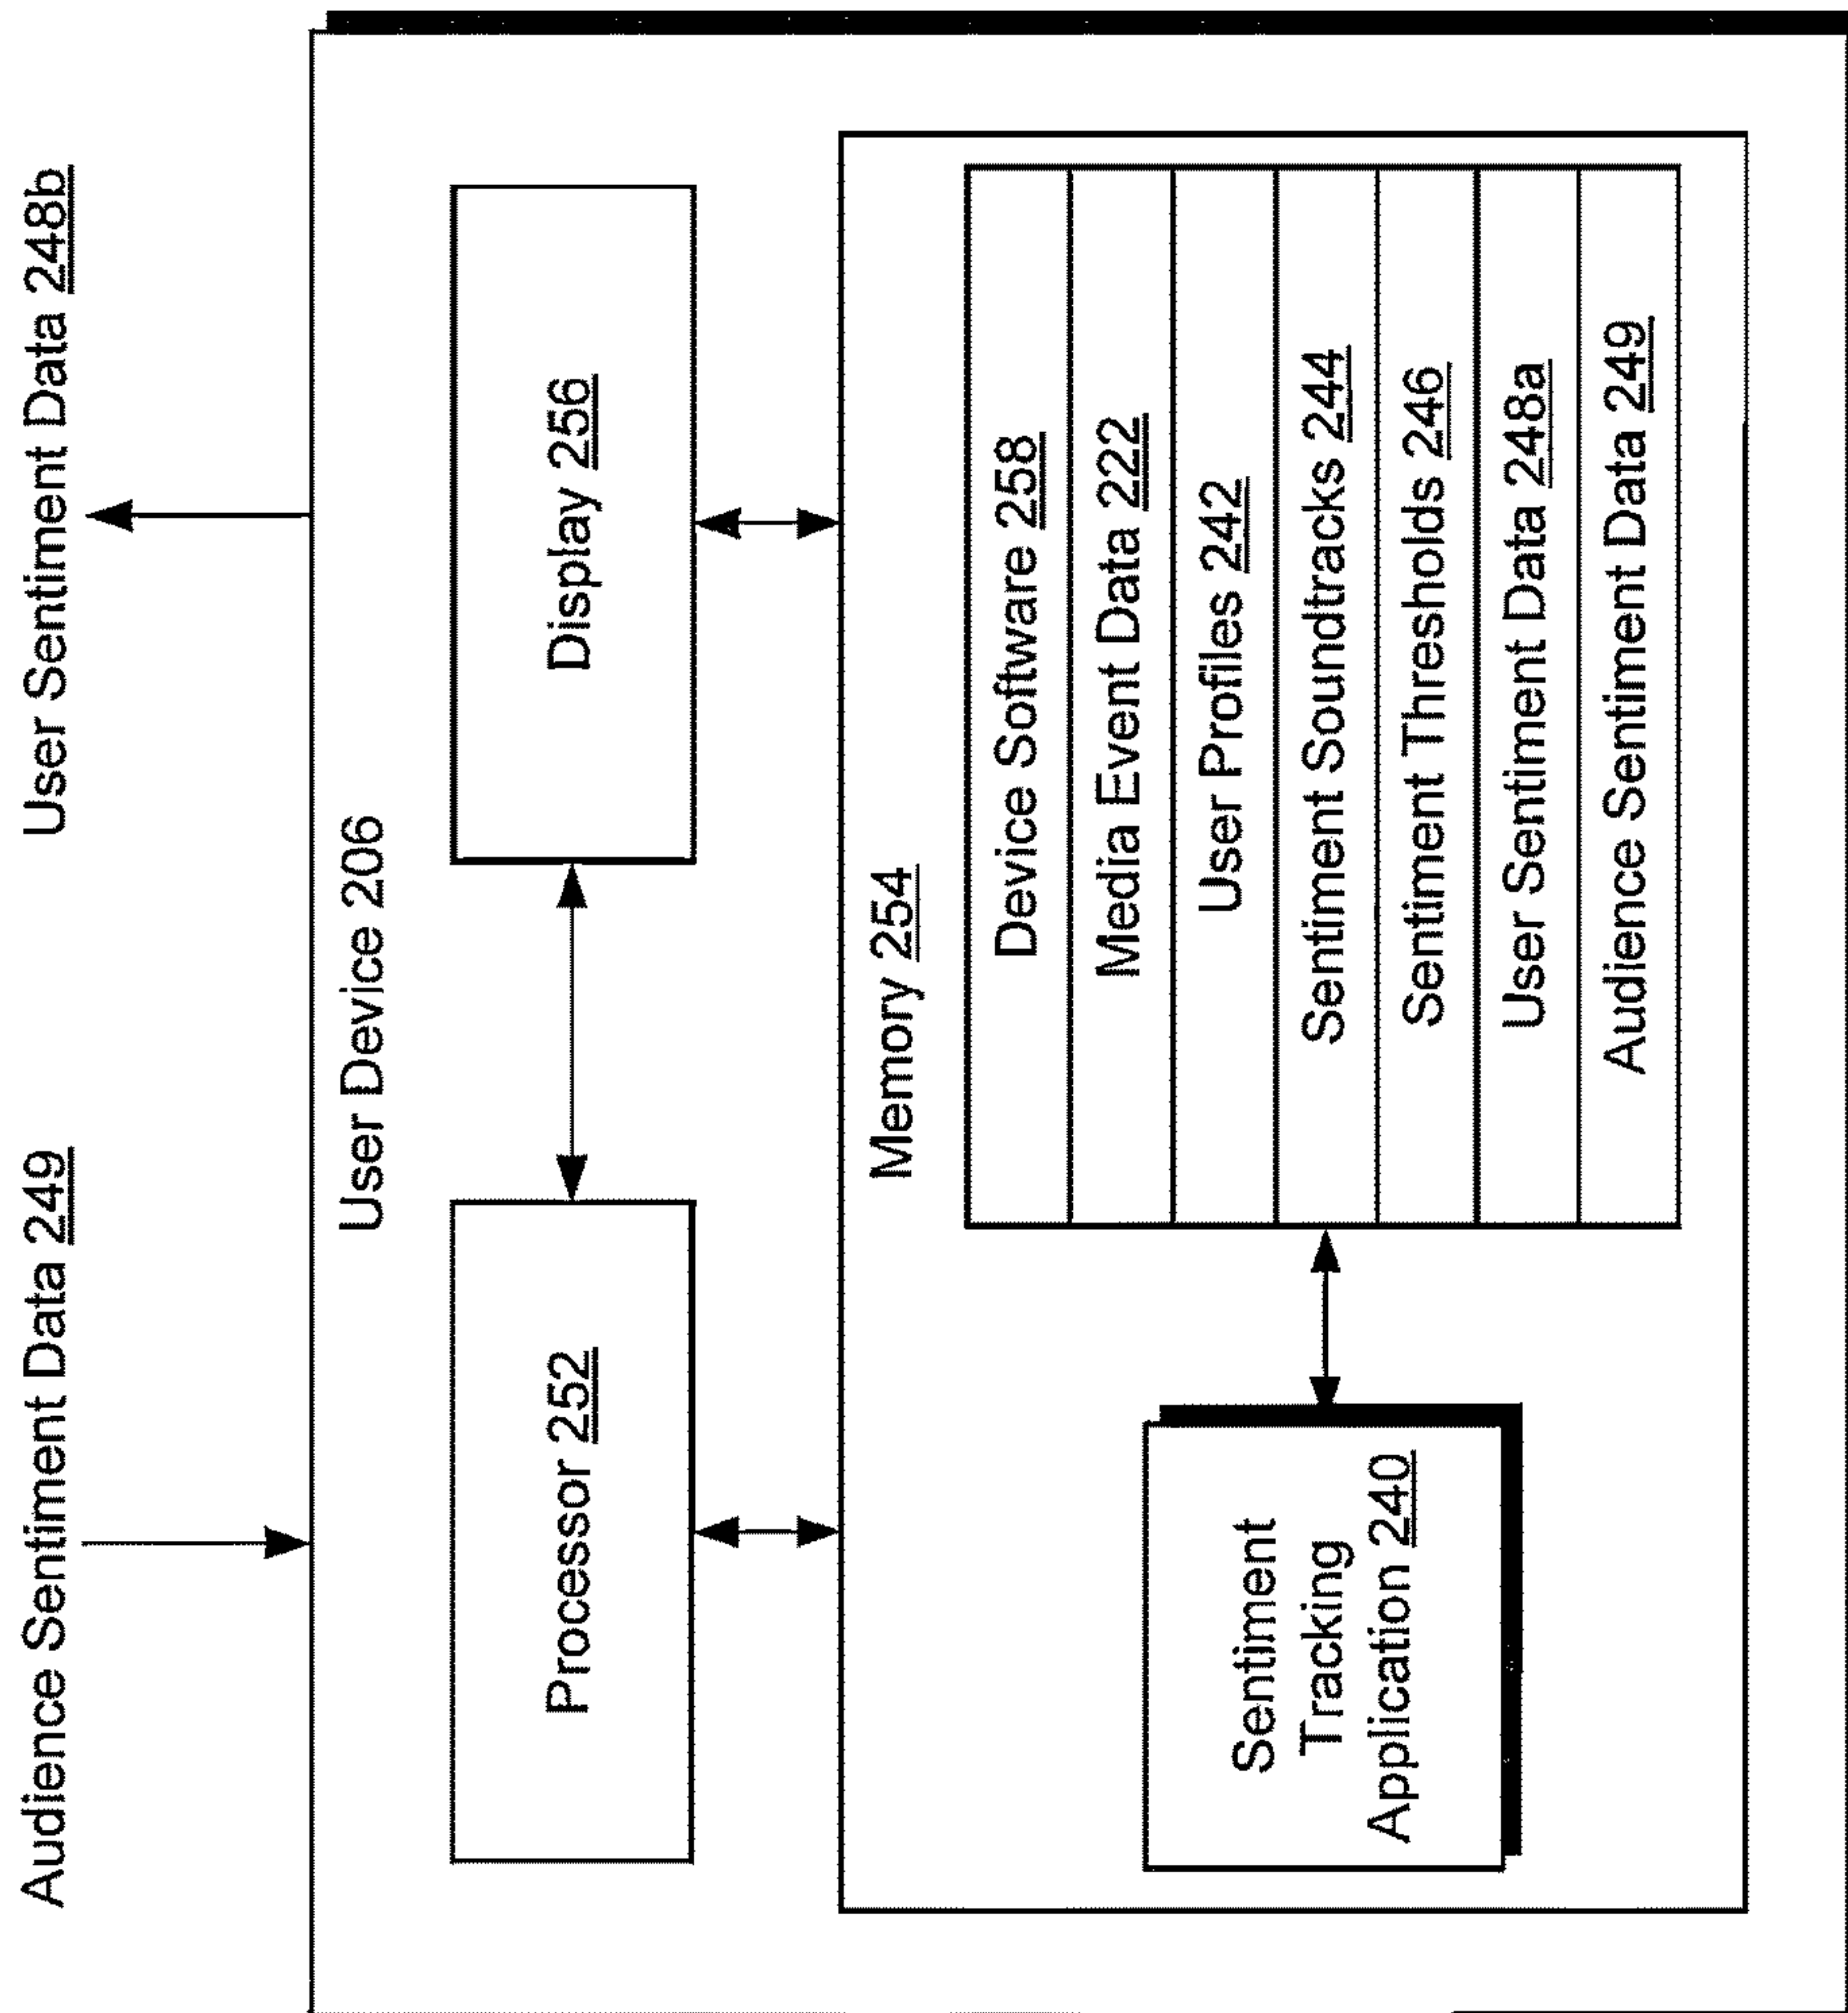 Audience Sentiment Data 249
User Sentiment Data 248b
User Device 206
Processor 252
Display 256
Memory 254
Sentiment
Tracking
Application 240
Device Software 258
Media Event Data 222
User Profiles 242
Sentiment Soundtracks 244
Sentiment Thresholds 246
User Sentiment Data 248a
Audience Sentiment Data 249